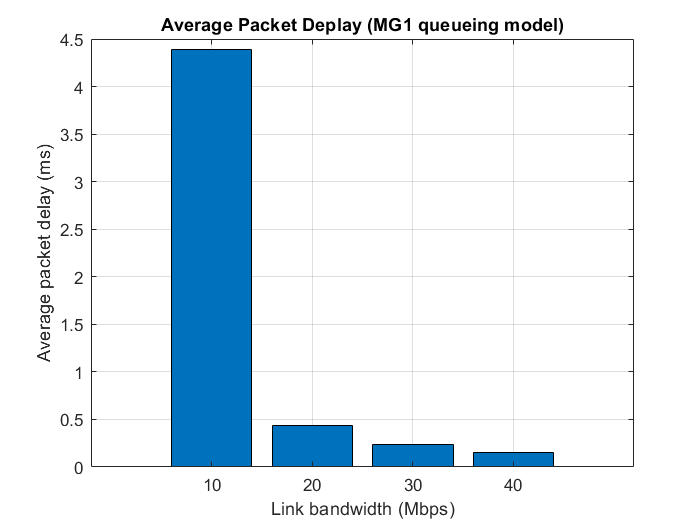 Average Packet Deplay (MG1 queueing model)
4.5
4
3.5
3
2.5
2
1.5
1
0.5
0
Average packet delay (ms)
10 20 30 40
Link bandwidth (Mbps)